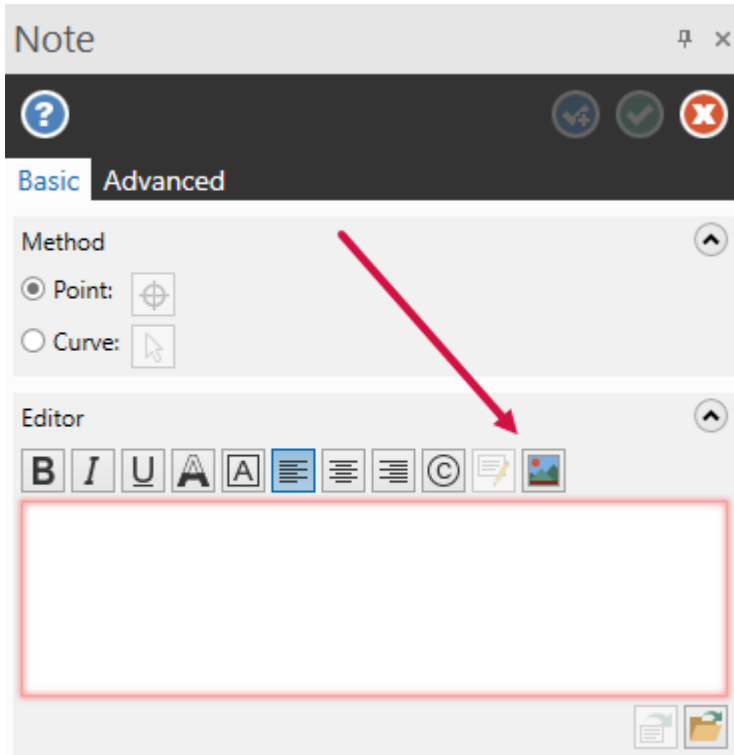 Note
?
Basic Advanced
Method
Point:
Curve:
Editor
B I U A A ©